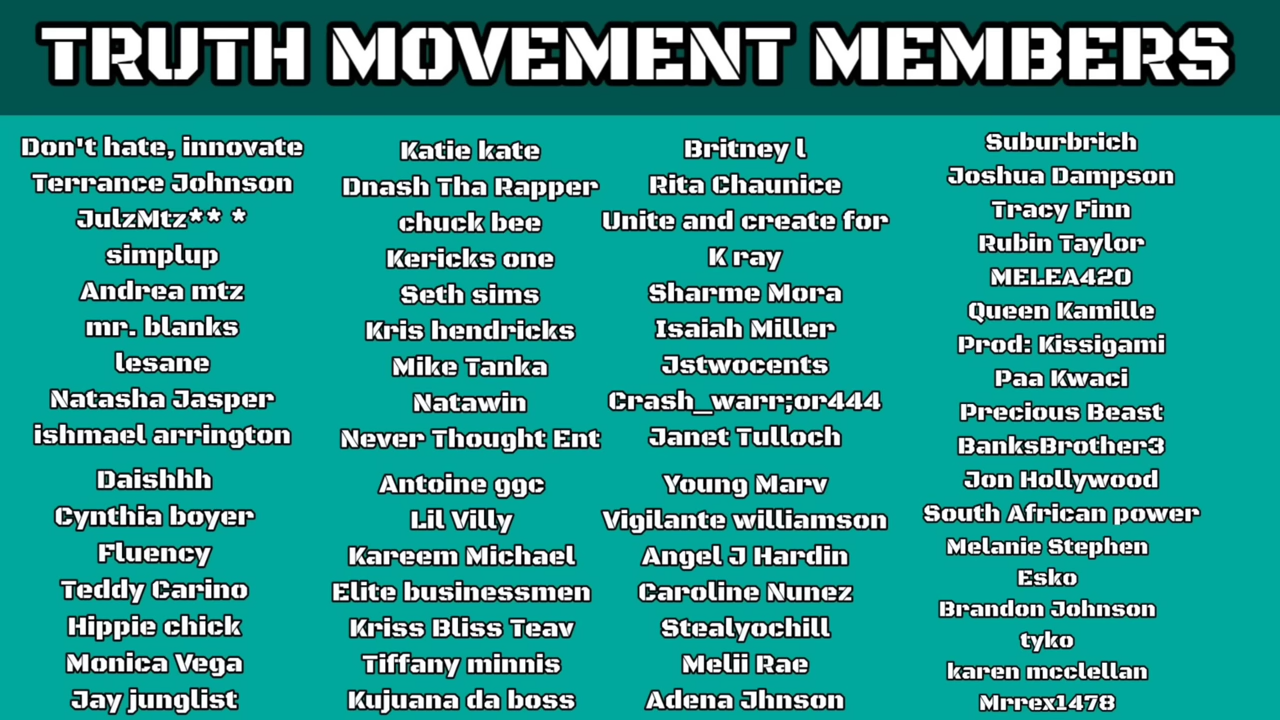 TRUTH MOVEMENT MEMBERS
Don't hate, innovate
Terrance Johnson
JulzMtz** *
simplup
Andrea mtz
mr. blanks
lesane
Natasha Jasper
ishmael arrington
Daishhh
Cynthia boyer
Fluency
Teddy Carino
Hippie chick
Monica Vega
Jay junglist
Katie kate
Dnash Tha Rapper
chuck bee
Kericks one
Seth sims
Kris hendricks
Mike Tanka
Natawin
Never Thought Ent
Antoine ggc
Lil Villy
Kareem Michael
Elite businessmen
Kriss Bliss Teav
Tiffany minnis
Kujuana da boss
Britney l
Rita Chaunice
Unite and create for
K ray
Sharme Mora
Isaiah Miller
Jstwocents
Crash_warr;or444
Janet Tulloch
Young Marv
Vigilante williamson
Angel J Hardin
Caroline Nunez
Stealyochill
Melii Rae
Adena Jhnson
Suburbrich
Joshua Dampson
Tracy Finn
Rubin Taylor
MELEA420
Queen Kamille
Prod: Kissigami
Paa Kwaci
Precious Beast
BanksBrother3
Jon Hollywood
South African power
Melanie Stephen
Esko
Brandon Johnson
tyko
karen mcclellan
Mrrex1478